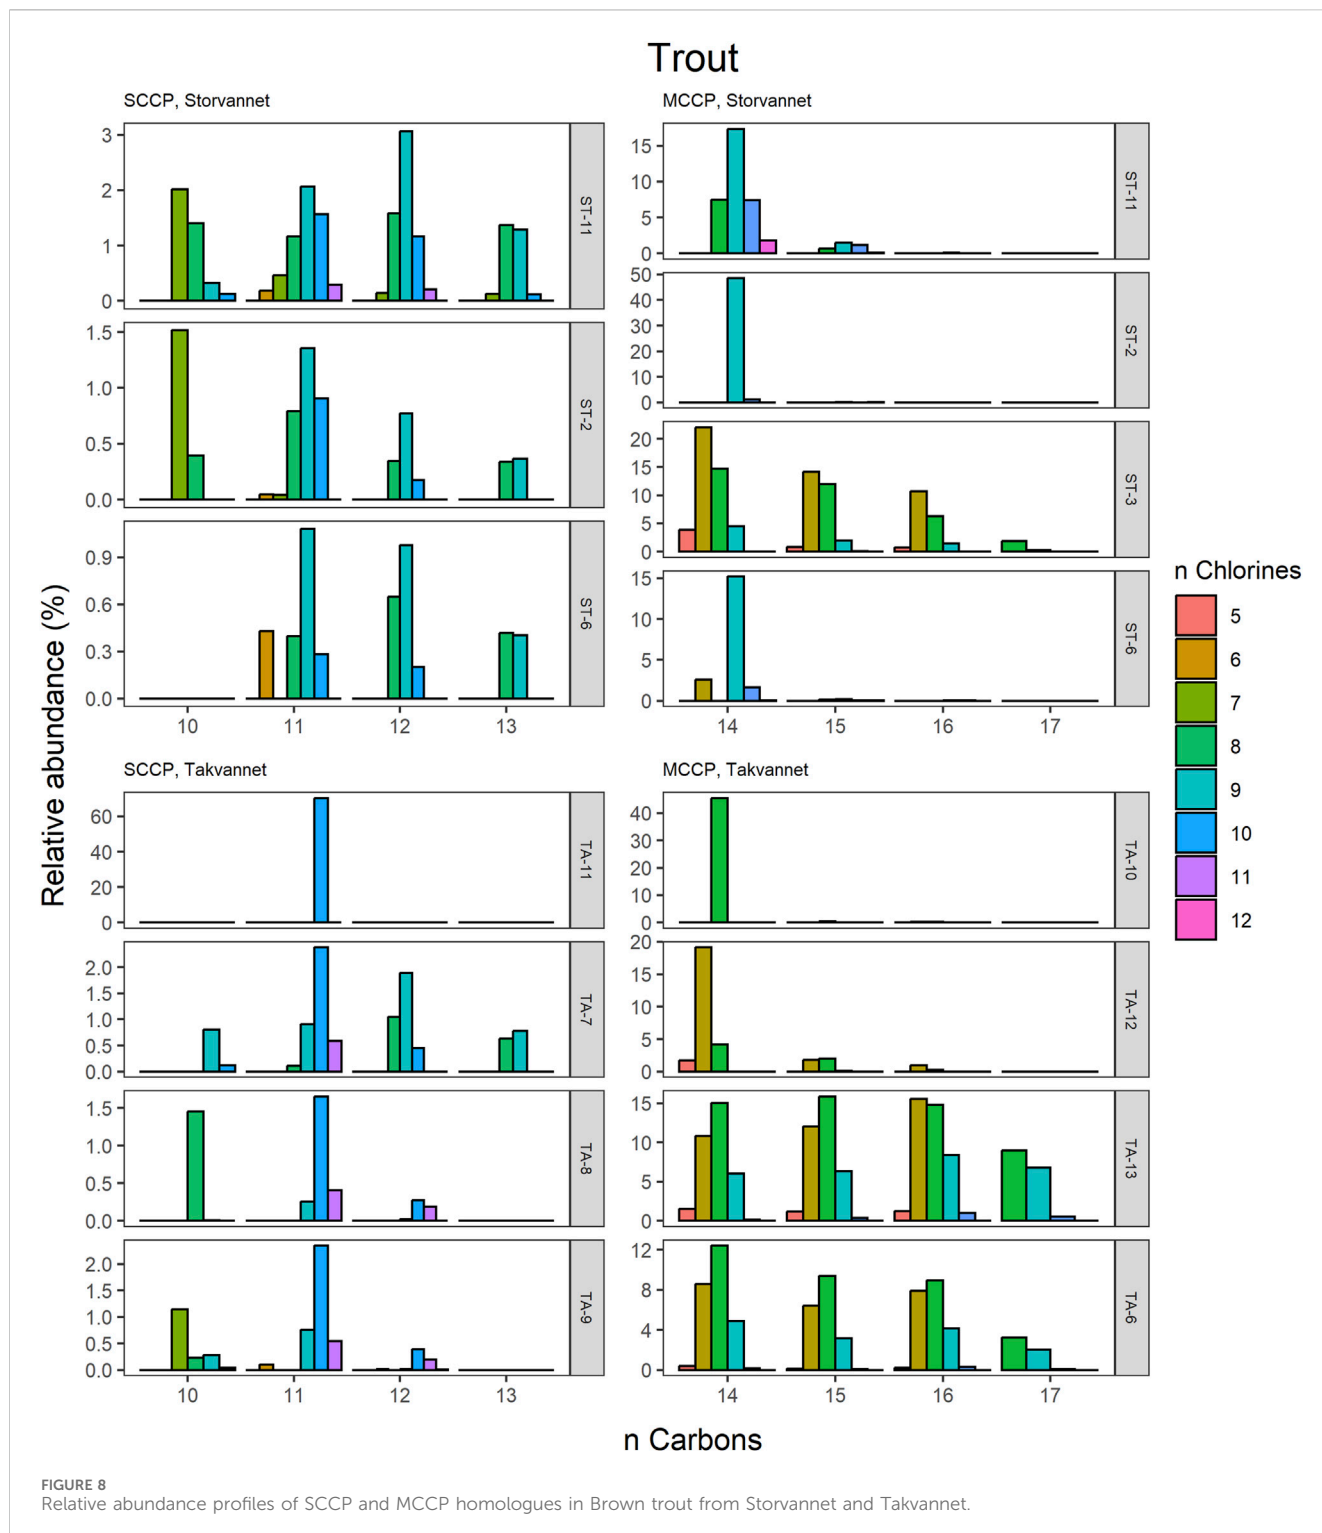 Trout
SCCP, Storvannet
3
2
1
0
ST-11
1.5
1.0
0.5
0.0
ST-2
0.9
0.6
0.3
0.0
ST-6
10 11 12 13
MCCP, Storvannet
15
10
5
0
ST-11
50
40
30
20
10
0
ST-2
20
15
10
5
0
ST-3
15
10
5
0
ST-6
14 15 16 17
SCCP, Takvannet
60
40
20
0
TA-11
2.0
1.5
1.0
0.5
0.0
TA-7
1.5
1.0
0.5
0.0
TA-8
2.0
1.5
1.0
0.5
0.0
TA-9
10 11 12 13
MCCP, Takvannet
40
30
20
10
0
TA-10
20
15
10
5
0
TA-12
15
10
5
0
TA-13
12
8
4
0
TA-6
14 15 16 17
Relative abundance (%)
n Carbons
n Chlorines
5
6
7
8
9
10
11
12
FIGURE 8
Relative abundance profiles of SCCP and MCCP homologues in Brown trout from Storvannet and Takvannet.